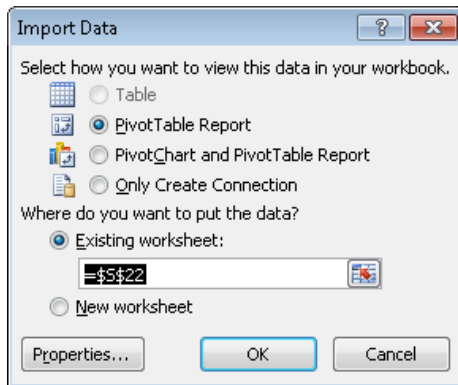 Import Data
Select how you want to view this data in your workbook.
Table
PivotTable Report
PivotChart and PivotTable Report
Only Create Connection
Where do you want to put the data?
Existing worksheet:
=$S$22
New worksheet
Properties... OK Cancel